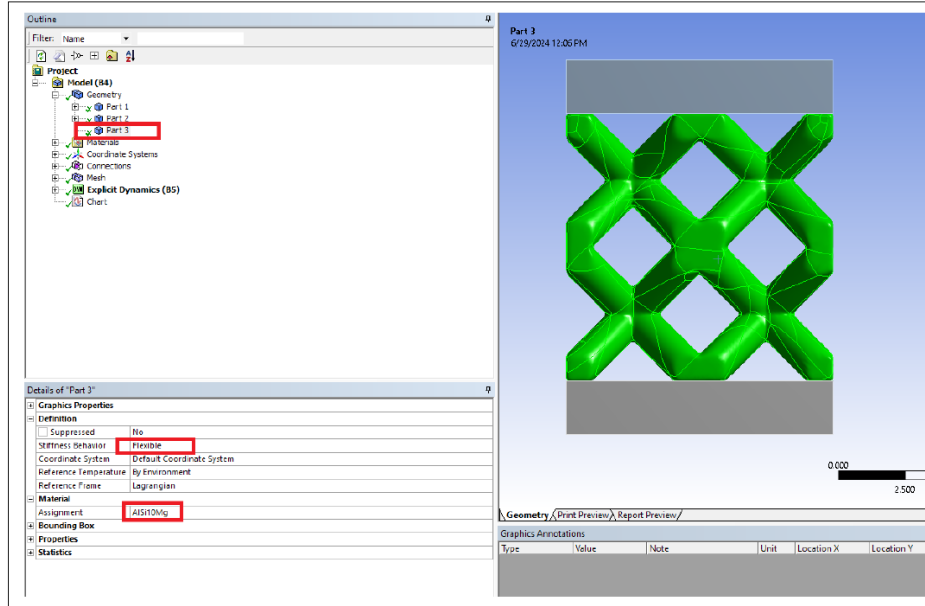 Outline
Filter: Name
Project
Model (B4)
Geometry
Part 1
Part 2
Part 3
Materials
Coordinate Systems
Connections
Mesh
Explicit Dynamics (B5)
Chart
Details of "Part 3"
Graphics Properties
Definition
Suppressed No
Stiffness Behavior Flexible
Coordinate System Default Coordinate System
Reference Temperature By Environment
Reference Frame Lagrangian
Material
Assignment AlSi10Mg
Bounding Box
Properties
Statistics
Part 3
6/29/2024 12:06 PM
0.000
2.500
Geometry Print Preview Report Preview
Graphics Annotations
Type Value Note Unit Location X Location Y